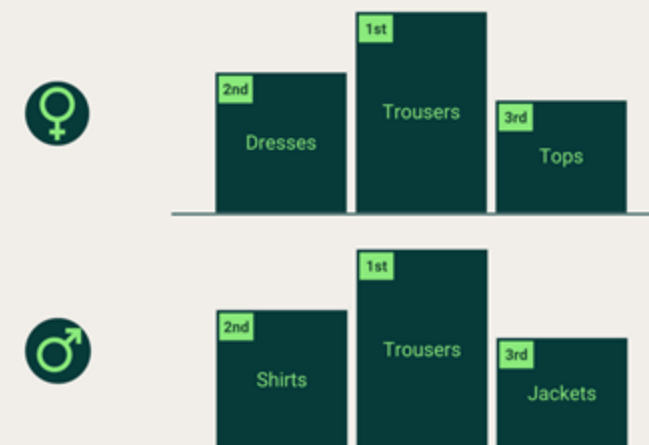 1st
2nd
Trousers
3rd
Dresses
Tops
1st
2nd
Trousers
3rd
Shirts
Jackets